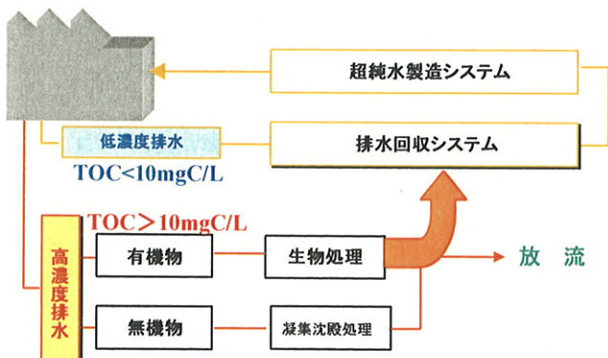 超純水製造システム
低濃度排水
排水回収システム
TOC<10mgC/L
TOC＞10mgC/L
高濃度排水
有機物
生物処理
放 流
無機物
凝集沈殿処理